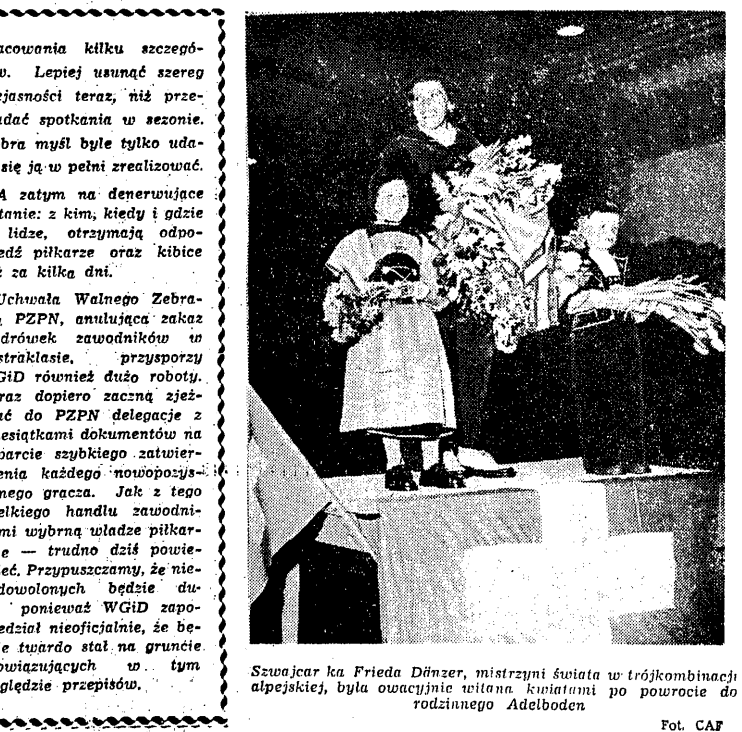 acowania kilku szczegó-
w. Lepiej usunąć szereg
ejasności teraz, niż prze-
adać spotkania w sezonie.
bra myśl byle tylko uda-
się ją w pełni zrealizować.
A zatym na denerwujące
tanie: z kim, kiedy i gdzie
lidze, otrzymają odpo-
edź piłkarze oraz kibice
ż za kilka dni.
Uchwała Walnego Zebra-
PZPN, anulująca zakaz
drówek zawodników w
straklasie, przysporzy
GiD również dużo roboty.
raz dopiero zaczną zjeż-
ać do PZPN delegacje z
esiątkami dokumentów na
parcie szybkiego zatwier-
enia każdego nowopozys-
nego gracza. Jak z tego
elkiego handlu zawodni-
mi wybrną władze piłkar-
e — trudno dziś powie-
eć. Przypuszczamy, że nie-
dowolonych będzie du-
ponieważ WGiD zapo-
edział nieoficjalnie, że bę-
e twardo stał na gruncie
owiązujących w tym
ględzie przepisów.
Szwajcar ka Frieda Dänzer, mistrzyni świata w trójkombinacji
alpejskiej, była owacyjnie witana kwiatami po powrocie do
rodzinnego Adelboden
Fot. CAF